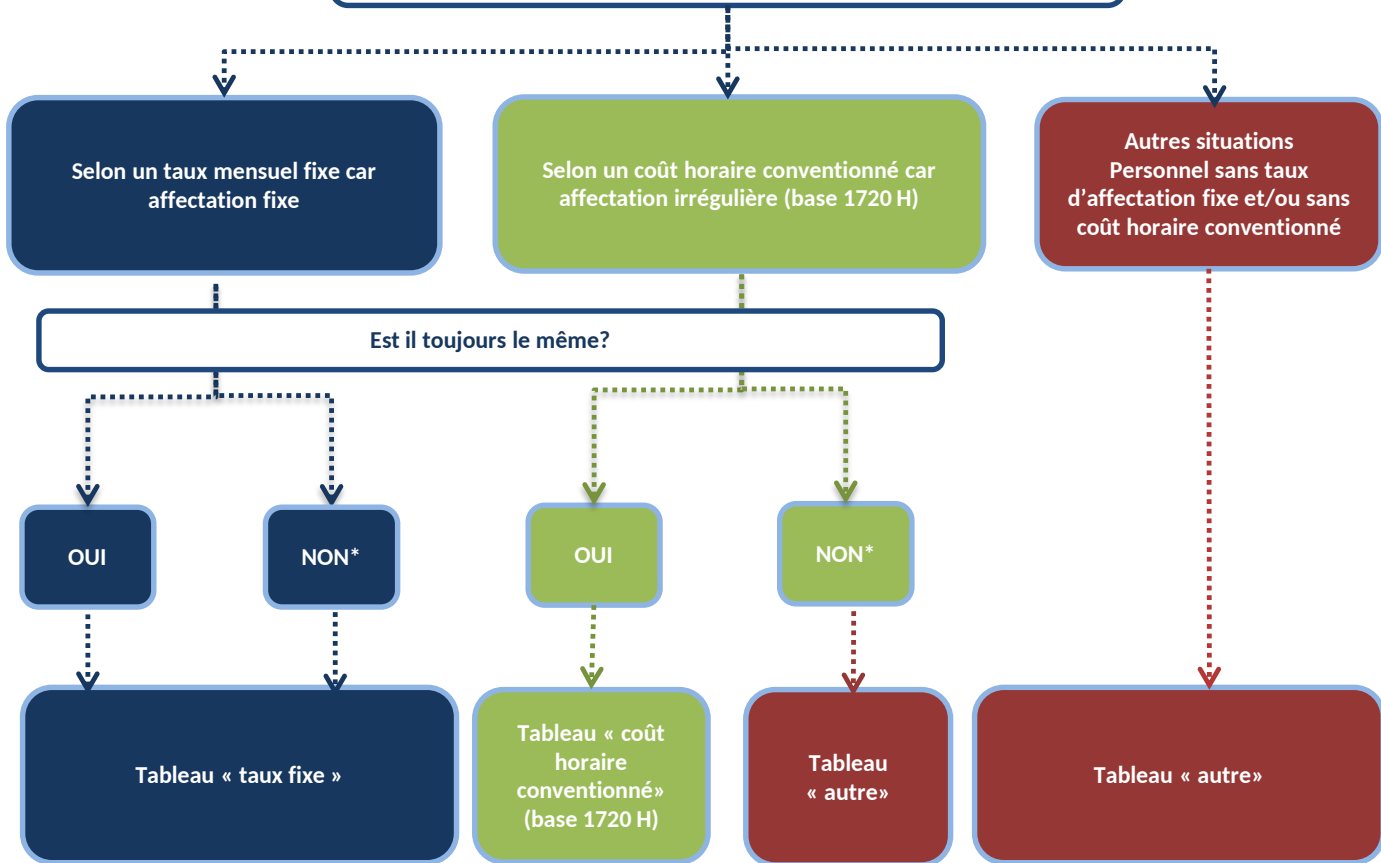 Selon un taux mensuel fixe car
affectation fixe
Selon un coût horaire conventionné car
affectation irrégulière (base 1720 H)
Autres situations
Personnel sans taux
d’affectation fixe et/ou sans
coût horaire conventionné
Est il toujours le même?
OUI
NON*
OUI
NON*
Tableau « taux fixe »
Tableau « coût
horaire
conventionné»
(base 1720 H)
Tableau
« autre»
Tableau « autre»